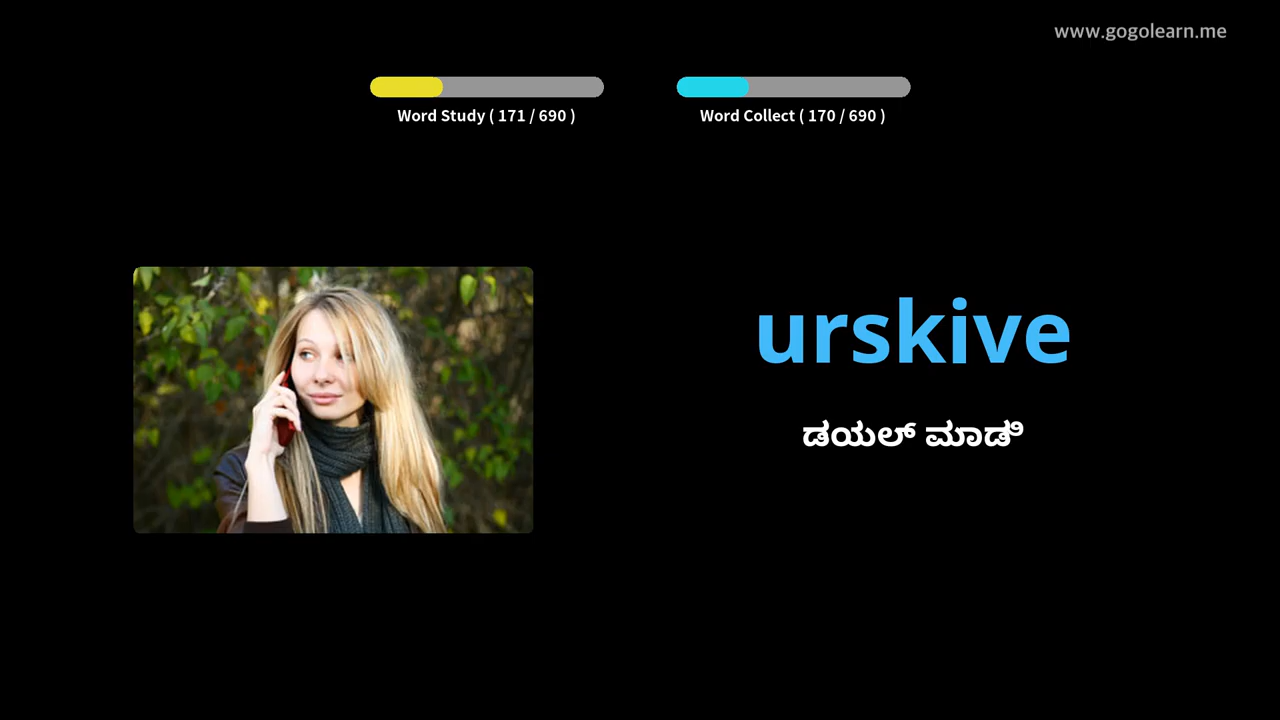 www.gogolearn.me
Word Study ( 171 / 690 )
Word Collect ( 170 / 690 )
urskive
ಡಯಲ್ ಮಾಡಿ